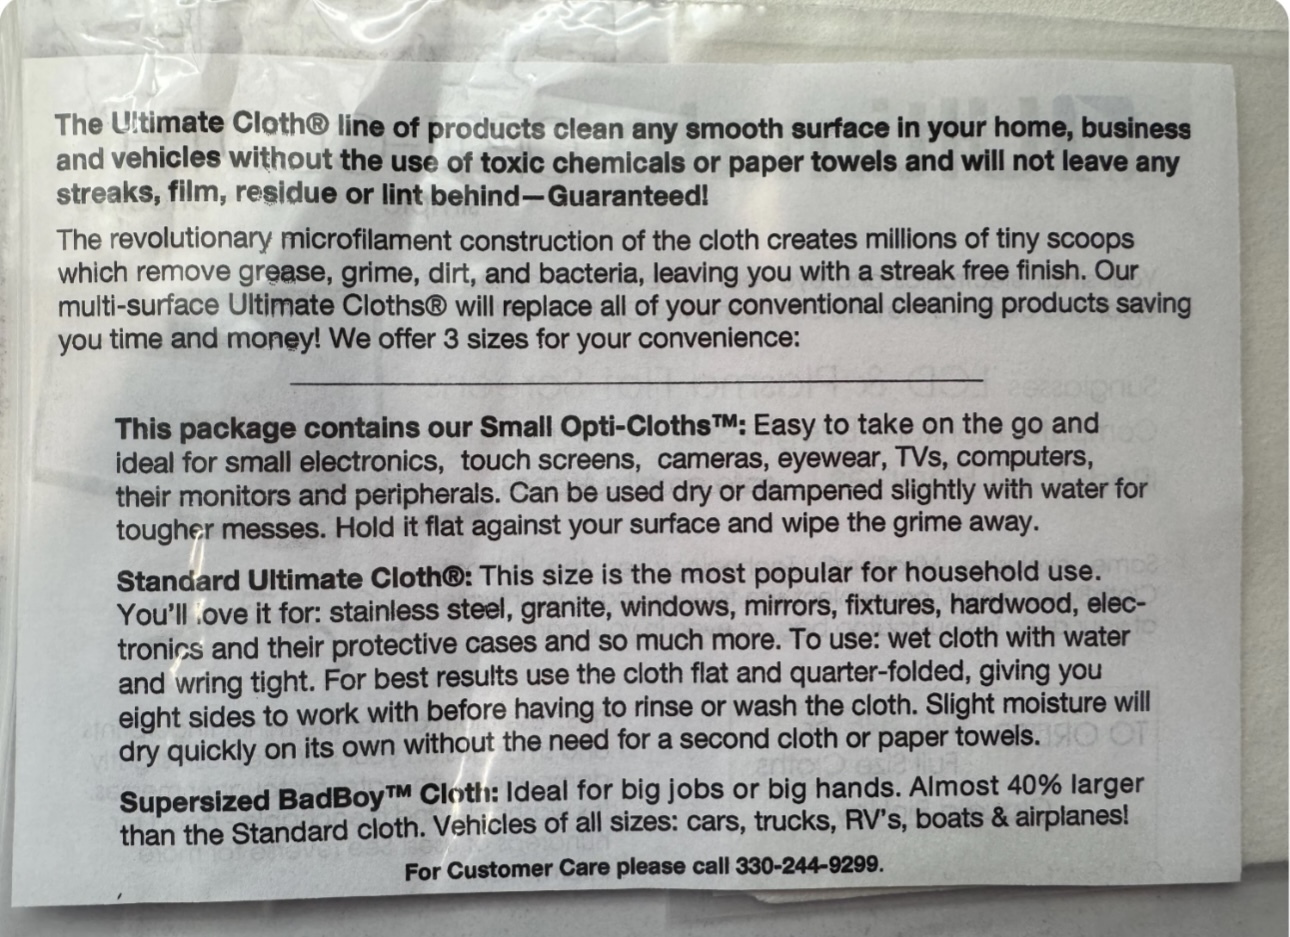 The Ultimate Cloth® line of products clean any smooth surface in your home, business
and vehicles without the use of toxic chemicals or paper towels and will not leave any
streaks, film, residue or lint behind—Guaranteed!
The revolutionary microfilament construction of the cloth creates millions of tiny scoops
which remove grease, grime, dirt, and bacteria, leaving you with a streak free finish. Our
multi-surface Ultimate Cloths® will replace all of your conventional cleaning products saving
you time and money! We offer 3 sizes for your convenience:
This package contains our Small Opti-Cloths™: Easy to take on the go and
ideal for small electronics, touch screens, cameras, eyewear, TVs, computers,
their monitors and peripherals. Can be used dry or dampened slightly with water for
tougher messes. Hold it flat against your surface and wipe the grime away.
Standard Ultimate Cloth®: This size is the most popular for household use.
You'll love it for: stainless steel, granite, windows, mirrors, fixtures, hardwood, elec-
tronics and their protective cases and so much more. To use: wet cloth with water
and wring tight. For best results use the cloth flat and quarter-folded, giving you
eight sides to work with before having to rinse or wash the cloth. Slight moisture will
dry quickly on its own without the need for a second cloth or paper towels.
Supersized BadBoy™ Cloth: Ideal for big jobs or big hands. Almost 40% larger
than the Standard cloth. Vehicles of all sizes: cars, trucks, RV's, boats & airplanes!
For Customer Care please call 330-244-9299.